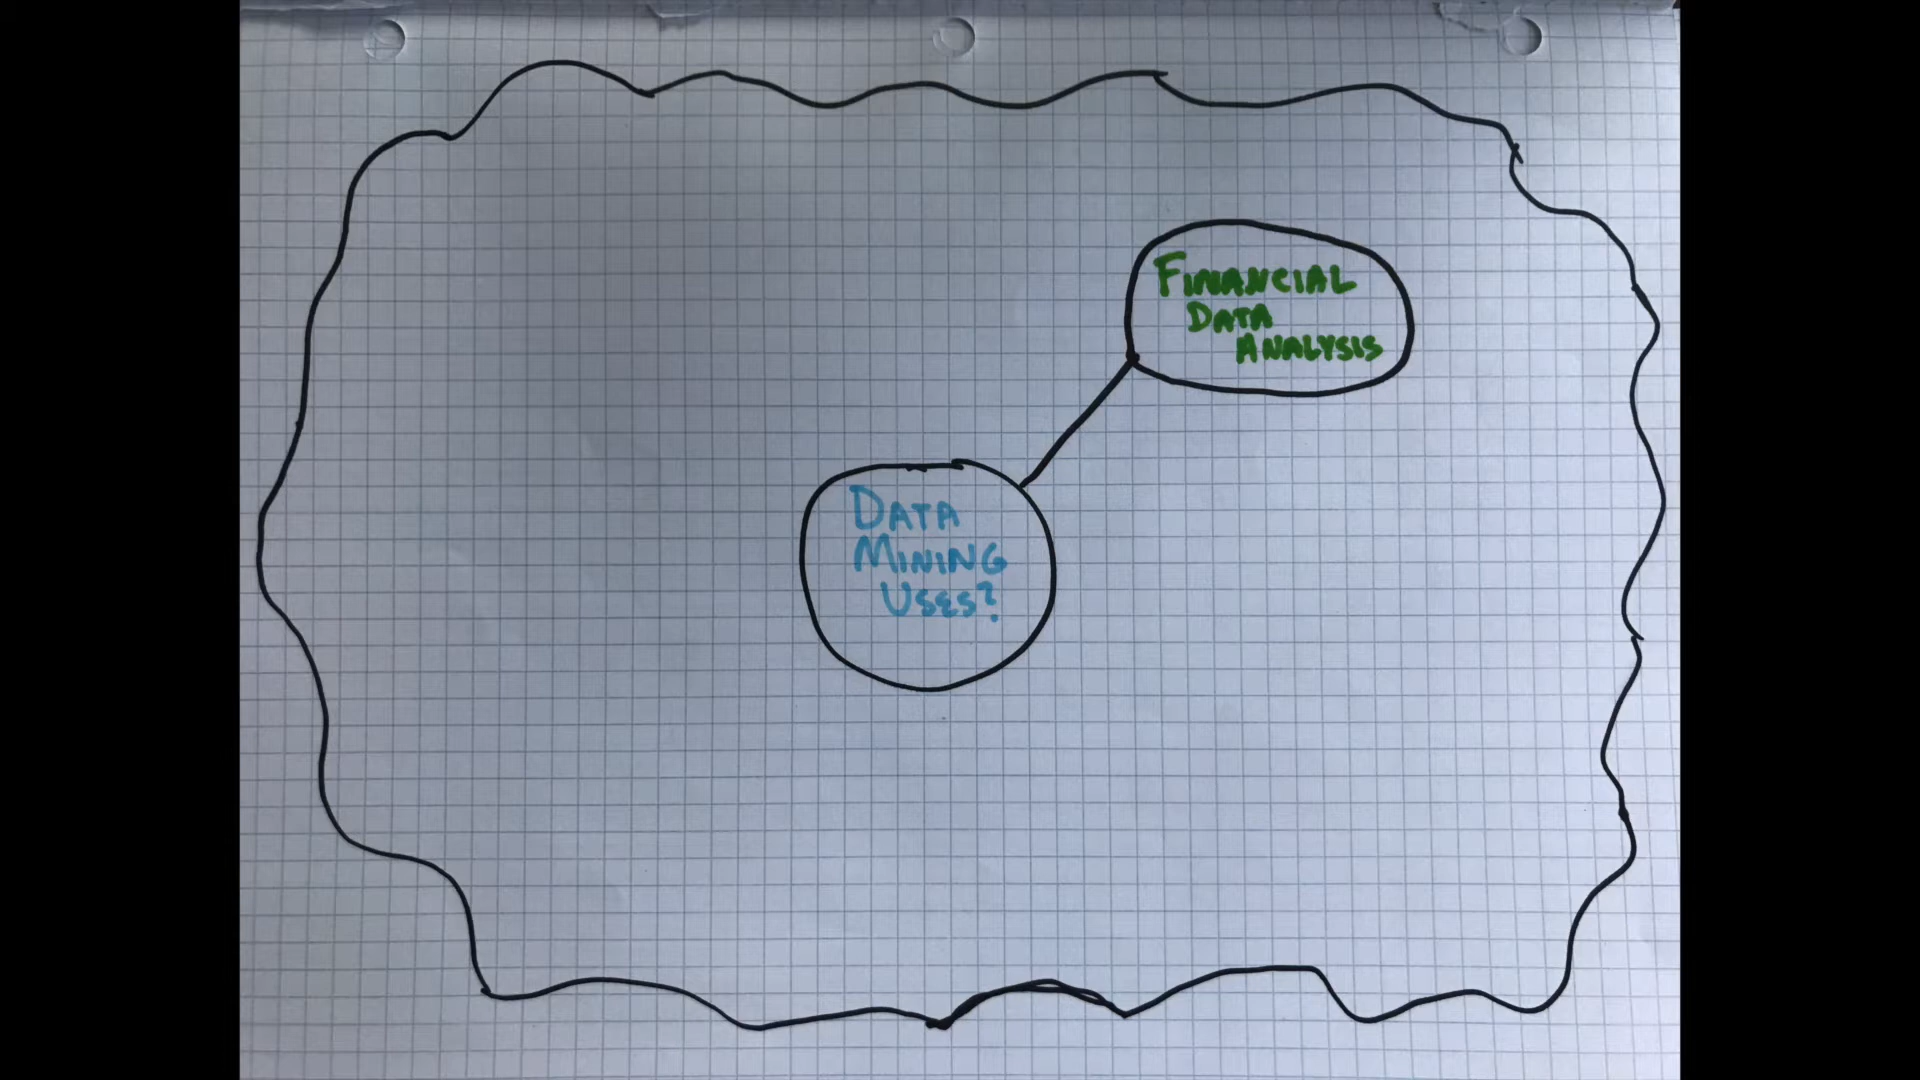 Financial
Data
Analysis
Data
Mining
Uses?